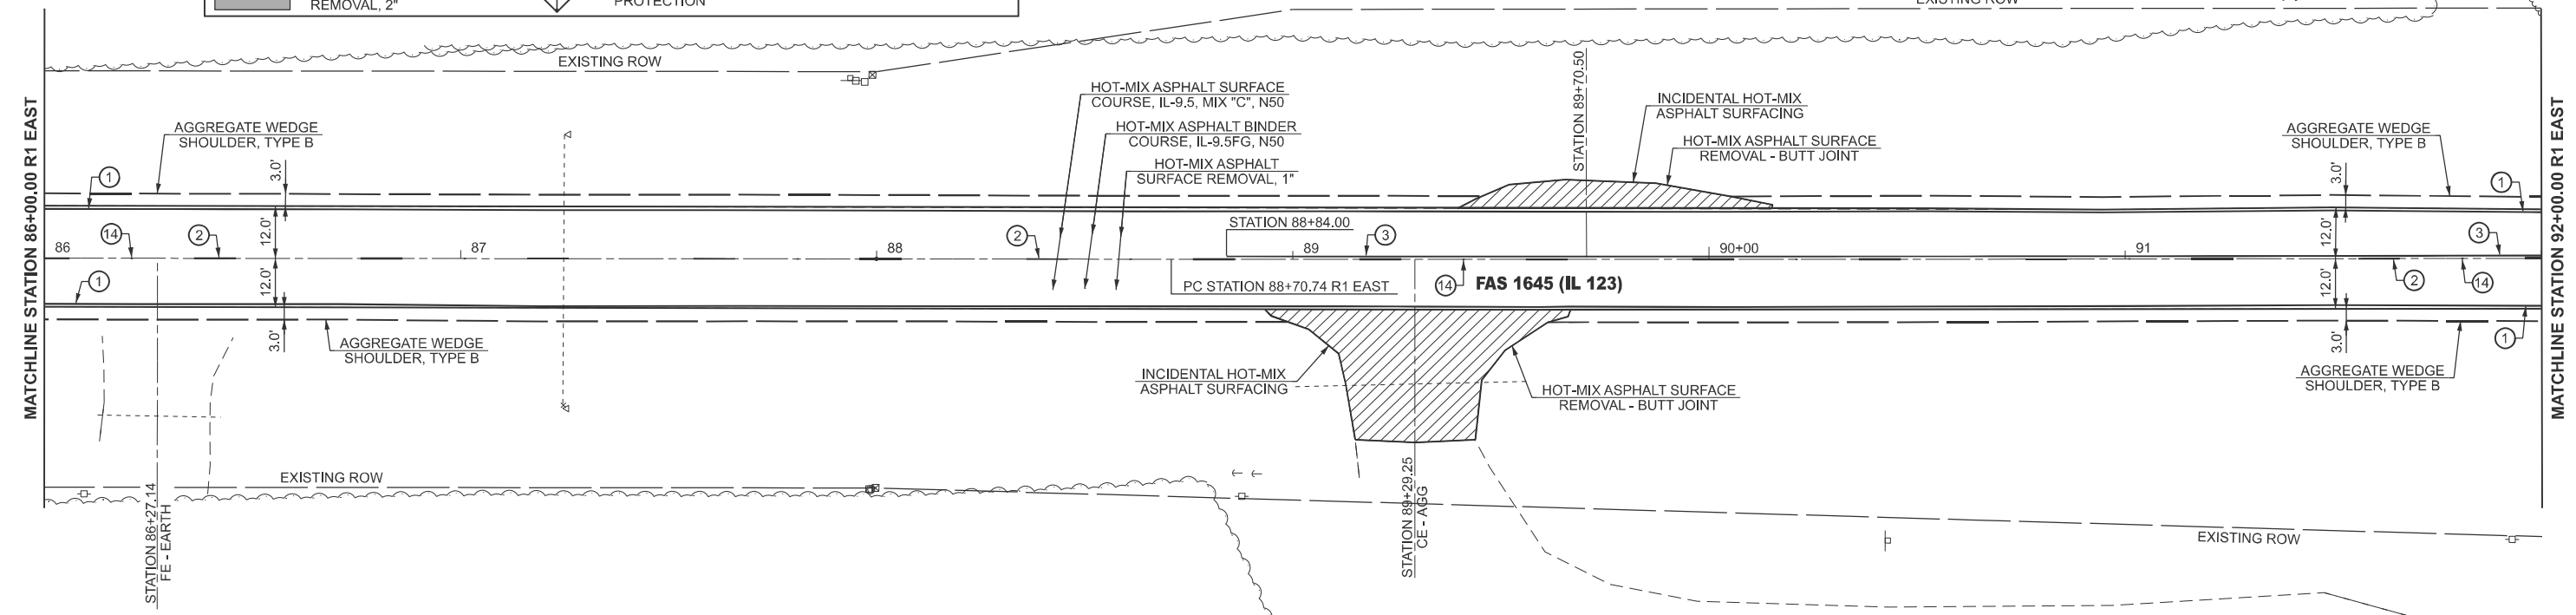 REMOVAL, 2"
PROTECTION
EXISTING ROW
EXISTING ROW
MATCHLINE STATION 86+00.00 R1 EAST
AGGREGATE WEDGE
SHOULDER, TYPE B
HOT-MIX ASPHALT SURFACE
COURSE, IL-9.5, MIX "C", N50
HOT-MIX ASPHALT BINDER
COURSE, IL-9.5FG, N50
HOT-MIX ASPHALT
SURFACE REMOVAL, 1"
STATION 89+70.50
INCIDENTAL HOT-MIX
ASPHALT SURFACING
HOT-MIX ASPHALT SURFACE
REMOVAL - BUTT JOINT
AGGREGATE WEDGE
SHOULDER, TYPE B
MATCHLINE STATION 92+00.00 R1 EAST
1
3.0'
3.0'
1
STATION 88+84.00
86
14
2
12.0'
87
88
2
89
3
90+00
91
12.0'
3
1
12.0'
PC STATION 88+70.74 R1 EAST
14
FAS 1645 (IL 123)
12.0'
2
14
3.0'
AGGREGATE WEDGE
SHOULDER, TYPE B
3.0'
1
INCIDENTAL HOT-MIX
ASPHALT SURFACING
HOT-MIX ASPHALT SURFACE
REMOVAL - BUTT JOINT
AGGREGATE WEDGE
SHOULDER, TYPE B
EXISTING ROW
STATION 86+27.14
FE - EARTH
STATION 89+29.25
CE - AGG
EXISTING ROW